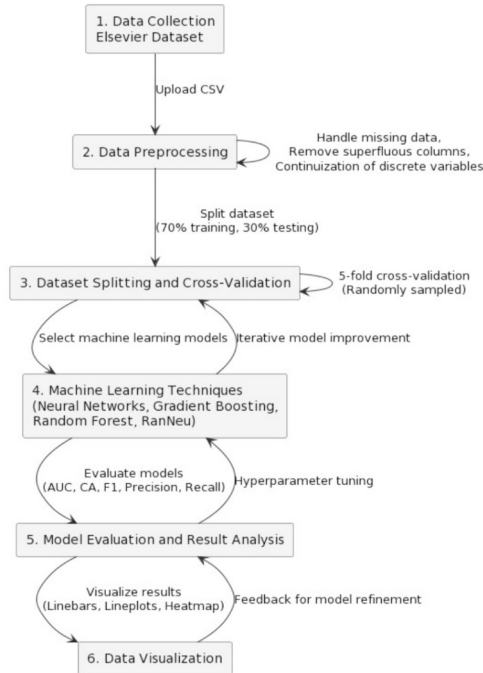 1. Data Collection
Elsevier Dataset
Upload CSV
2. Data Preprocessing
Handle missing data,
Remove superfluous columns,
Continuization of discrete variables
Split dataset
(70% training, 30% testing)
3. Dataset Splitting and Cross-Validation
5-fold cross-validation
(Randomly sampled)
Select machine learning models
Iterative model improvement
4. Machine Learning Techniques
(Neural Networks, Gradient Boosting,
Random Forest, RanNeu)
Evaluate models
(AUC, CA, F1, Precision, Recall)
Hyperparameter tuning
5. Model Evaluation and Result Analysis
Visualize results
(Linebars, Lineplots, Heatmap)
Feedback for model refinement
6. Data Visualization